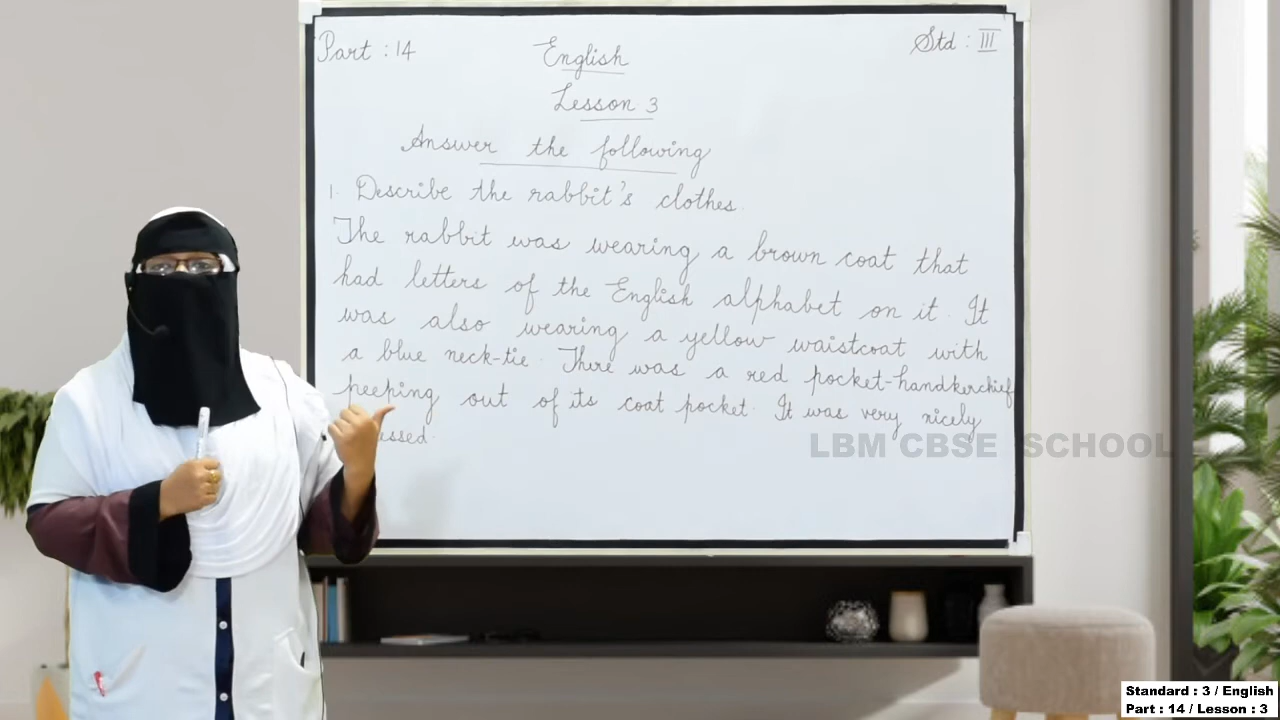 Part : 14
English
Std : III
Lesson 3
Answer the following
1. Describe the rabbit's clothes.
The rabbit was wearing a brown coat that
had letters of the English alphabet on it. It
was also wearing a yellow waistcoat with
a blue neck-tie. There was a red pocket-handkerchief
peeping out of its coat pocket. It was very nicely
ussed.
LBM CBSE SCHOOL
Standard : 3 / English
Part : 14 / Lesson : 3